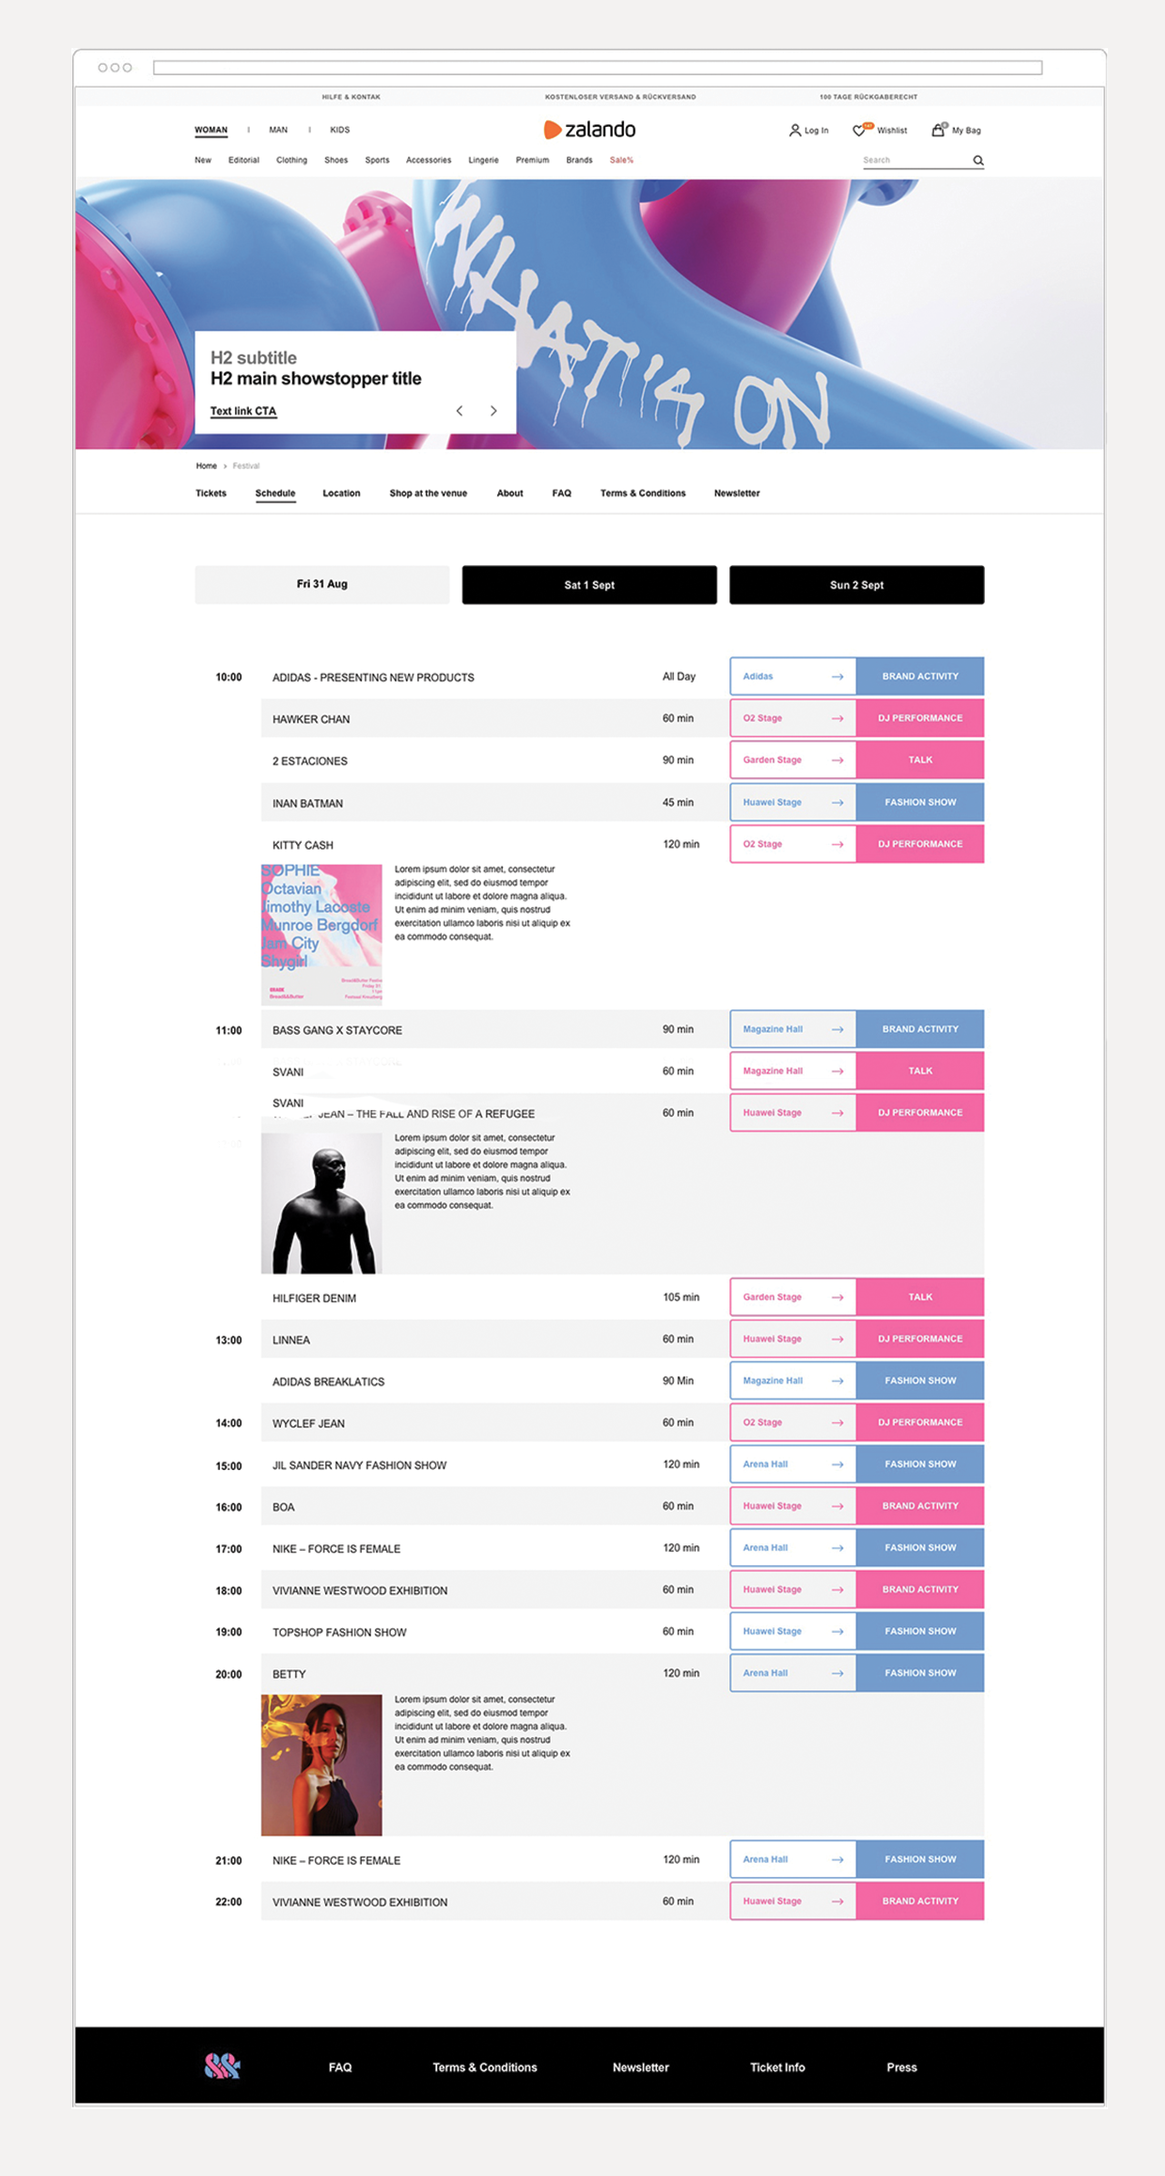 HILFE & KONTAK
KOSTENLOSER VERSAND & RÜCKVERSAND
100 TAGE RÜCKGABERECHT
WOMAN | MAN | KIDS
zalando
Log In
Wishlist
My Bag
New Editorial Clothing Shoes Sports Accessories Lingerie Premium Brands Sale%
Search
WHAT'S ON
H2 subtitle
H2 main showstopper title
Text link CTA
Home > Festival
Tickets Schedule Location Shop at the venue About FAQ Terms & Conditions Newsletter
Fri 31 Aug
Sat 1 Sept
Sun 2 Sept
10:00 ADIDAS - PRESENTING NEW PRODUCTS All Day Adidas → BRAND ACTIVITY
HAWKER CHAN 60 min O2 Stage → DJ PERFORMANCE
2 ESTACIONES 90 min Garden Stage → TALK
INAN BATMAN 45 min Huawei Stage → FASHION SHOW
KITTY CASH 120 min O2 Stage → DJ PERFORMANCE
SOPHIE
Octavian
Jimothy Lacoste
Munroe Bergdorf
Jam City
Shygirl
Lorem ipsum dolor sit amet, consectetur
adipiscing elit, sed do eiusmod tempor
incididunt ut labore et dolore magna aliqua.
Ut enim ad minim veniam, quis nostrud
exercitation ullamco laboris nisi ut aliquip ex
ea commodo consequat.
11:00 BASS GANG X STAYCORE 90 min Magazine Hall → BRAND ACTIVITY
SVANI 60 min Magazine Hall → TALK
SVANI
JEAN – THE FALL AND RISE OF A REFUGEE 60 min Huawei Stage → DJ PERFORMANCE
Lorem ipsum dolor sit amet, consectetur
adipiscing elit, sed do eiusmod tempor
incididunt ut labore et dolore magna aliqua.
Ut enim ad minim veniam, quis nostrud
exercitation ullamco laboris nisi ut aliquip ex
ea commodo consequat.
HILFIGER DENIM 105 min Garden Stage → TALK
13:00 LINNEA 60 min Huawei Stage → DJ PERFORMANCE
ADIDAS BREAKLATICS 90 Min Magazine Hall → FASHION SHOW
14:00 WYCLEF JEAN 60 min O2 Stage → DJ PERFORMANCE
15:00 JIL SANDER NAVY FASHION SHOW 120 min Arena Hall → FASHION SHOW
16:00 BOA 60 min Huawei Stage → BRAND ACTIVITY
17:00 NIKE – FORCE IS FEMALE 120 min Arena Hall → FASHION SHOW
18:00 VIVIANNE WESTWOOD EXHIBITION 60 min Huawei Stage → BRAND ACTIVITY
19:00 TOPSHOP FASHION SHOW 60 min Huawei Stage → FASHION SHOW
20:00 BETTY 120 min Arena Hall → FASHION SHOW
Lorem ipsum dolor sit amet, consectetur
adipiscing elit, sed do eiusmod tempor
incididunt ut labore et dolore magna aliqua.
Ut enim ad minim veniam, quis nostrud
exercitation ullamco laboris nisi ut aliquip ex
ea commodo consequat.
21:00 NIKE – FORCE IS FEMALE 120 min Arena Hall → FASHION SHOW
22:00 VIVIANNE WESTWOOD EXHIBITION 60 min Huawei Stage → BRAND ACTIVITY
&& FAQ Terms & Conditions Newsletter Ticket Info Press